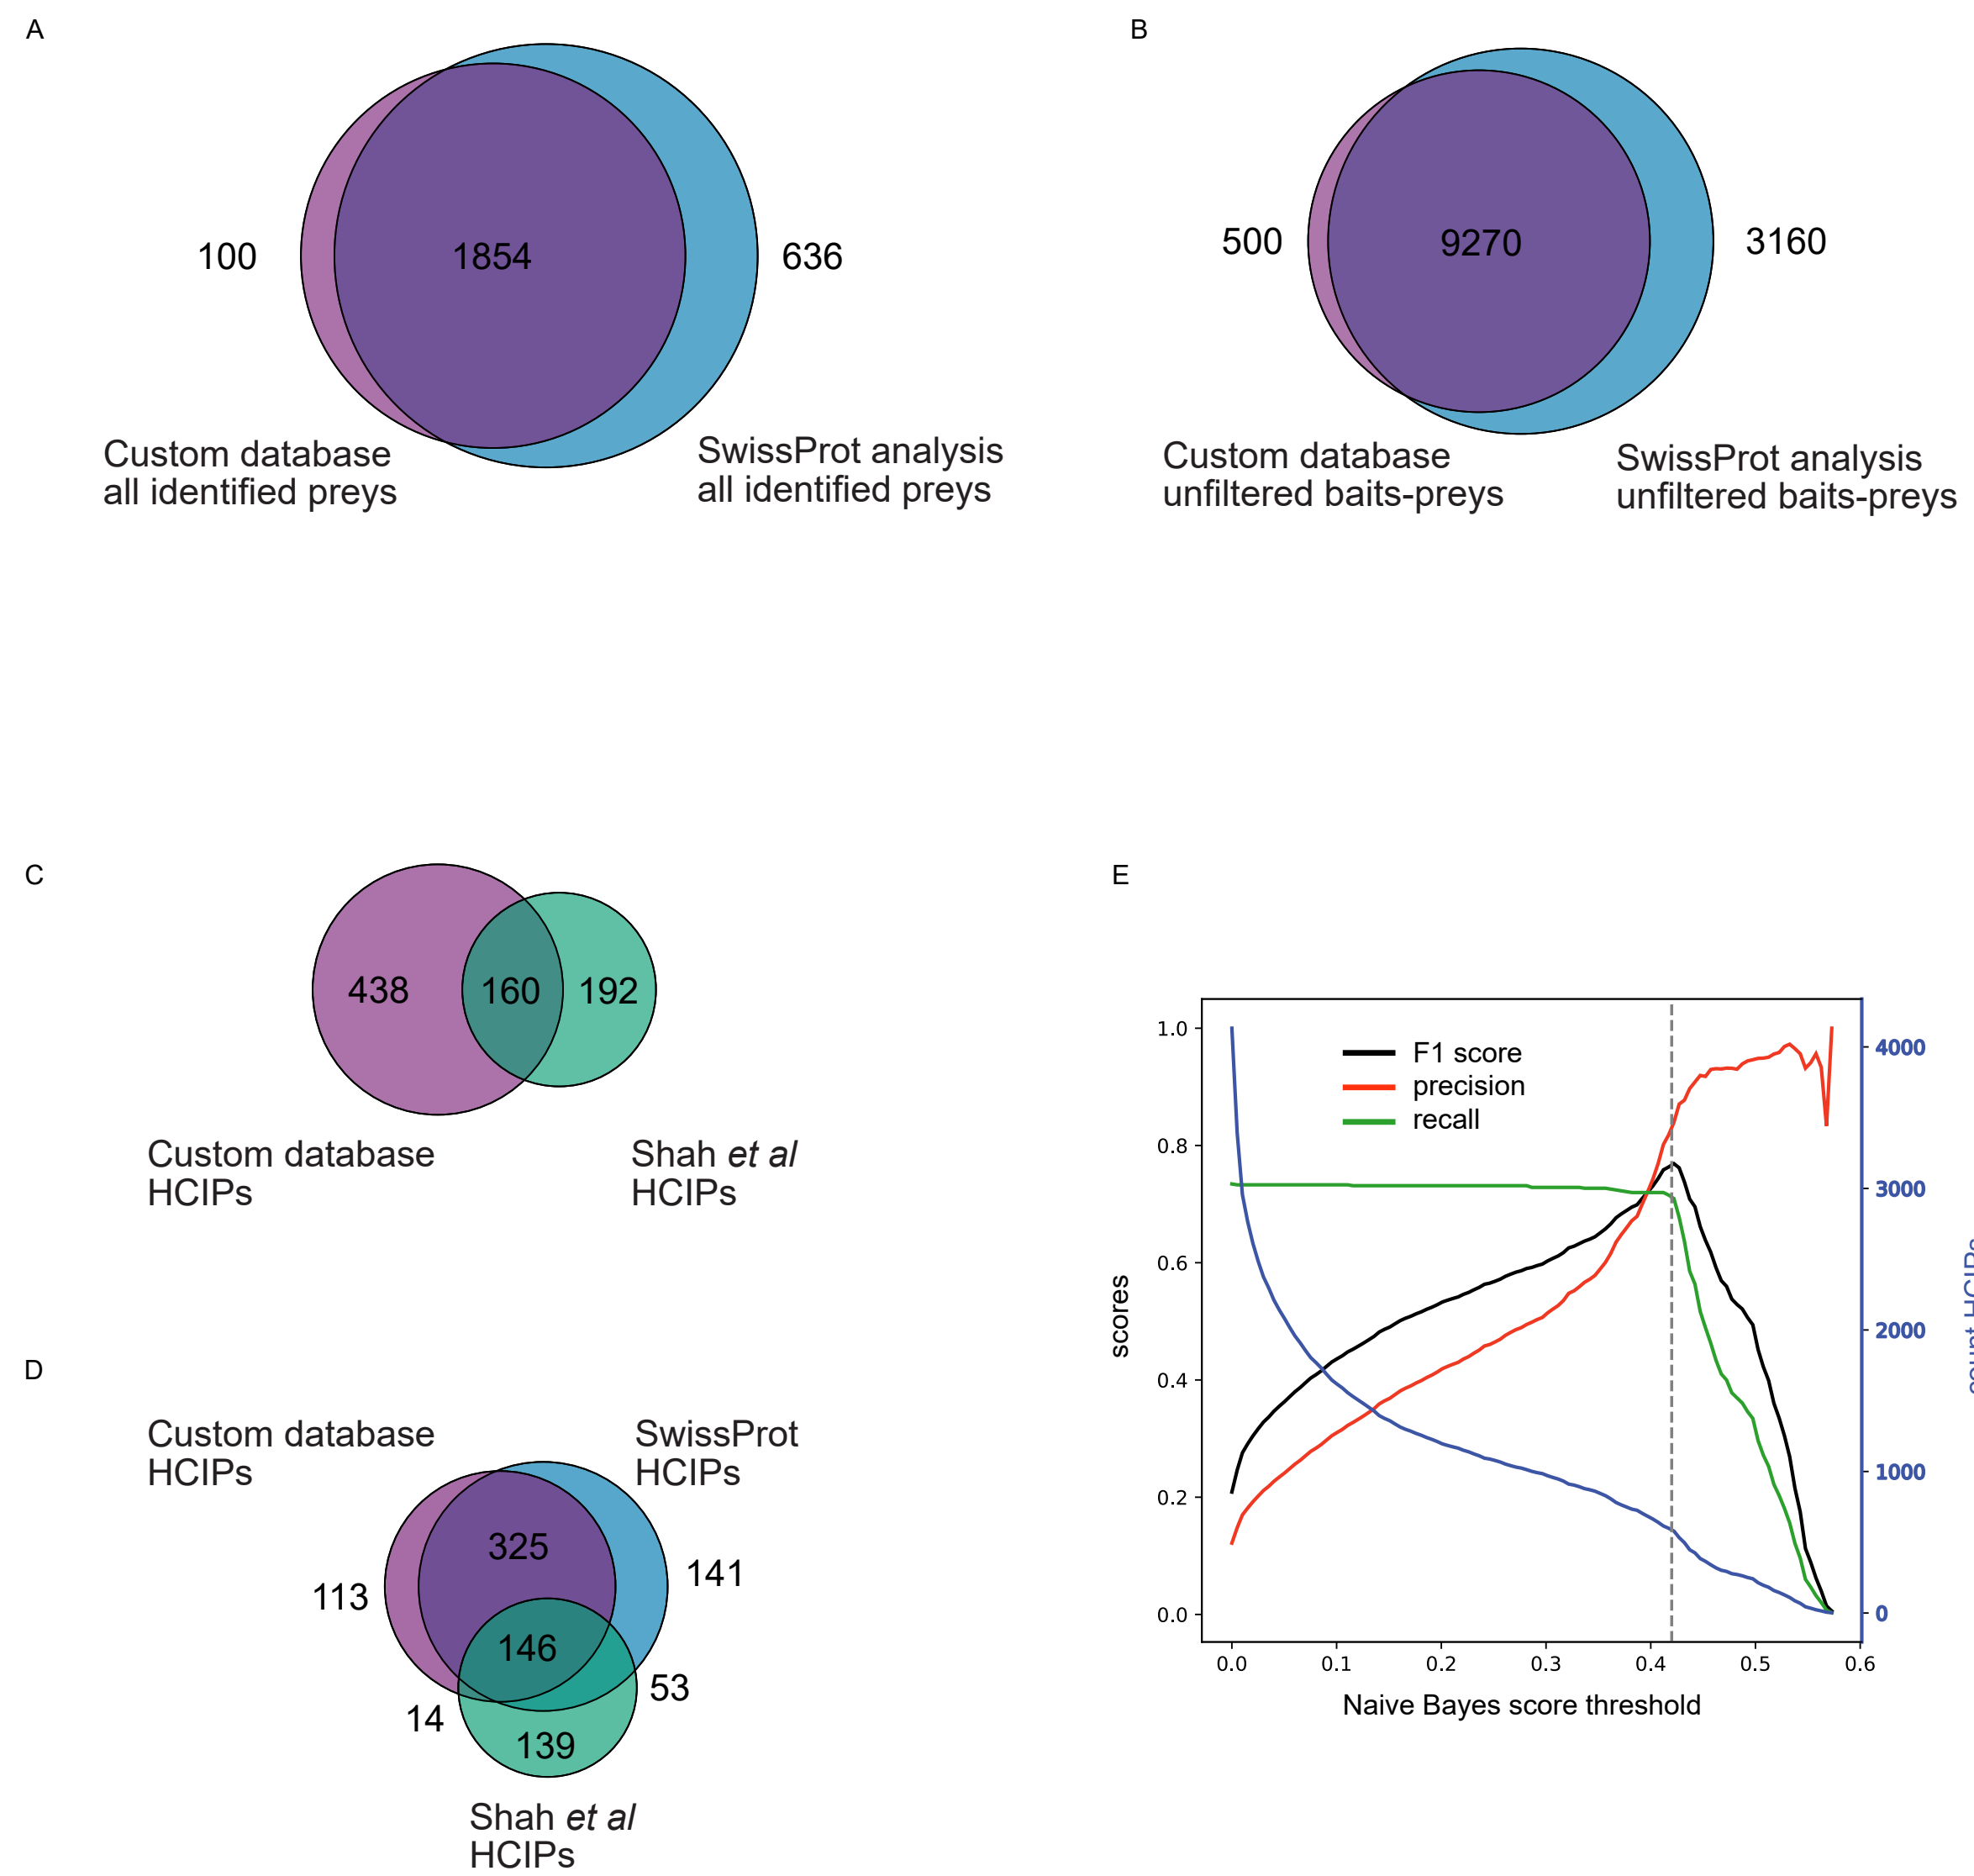 A
100
1854
636
Custom database
all identified preys
SwissProt analysis
all identified preys
B
500
9270
3160
Custom database
unfiltered baits-preys
SwissProt analysis
unfiltered baits-preys
C
438
160
192
Custom database
HCIPs
Shah et al
HCIPs
D
Custom database
HCIPs
SwissProt
HCIPs
325
141
113
146
53
14
139
Shah et al
HCIPs
E
F1 score
precision
recall
scores
1.0
0.8
0.6
0.4
0.2
0.0
4000
3000
2000
1000
0
count HCIPs
0.0
0.1
0.2
0.3
0.4
0.5
0.6
Naive Bayes score threshold